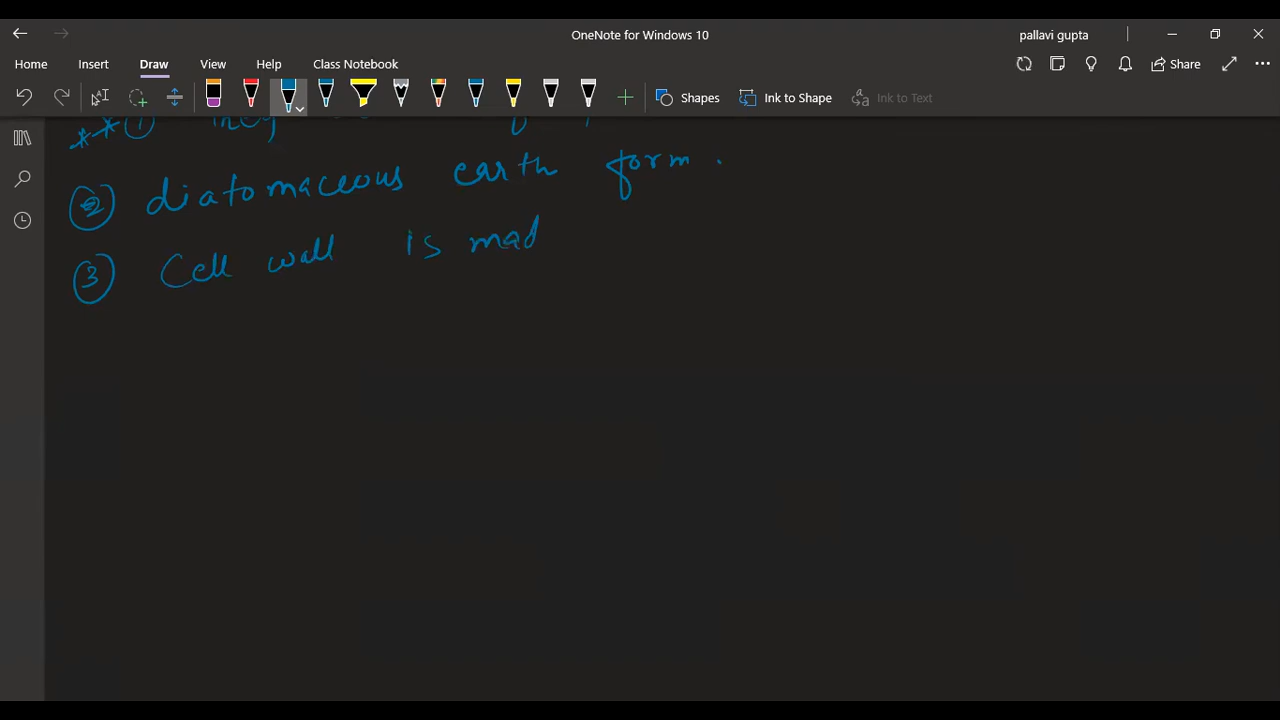 OneNote for Windows 10
pallavi gupta
Home Insert Draw View Help Class Notebook
Share
Shapes Ink to Shape Ink to Text
**①
② diatomaceous earth form .
③ Cell wall is mad